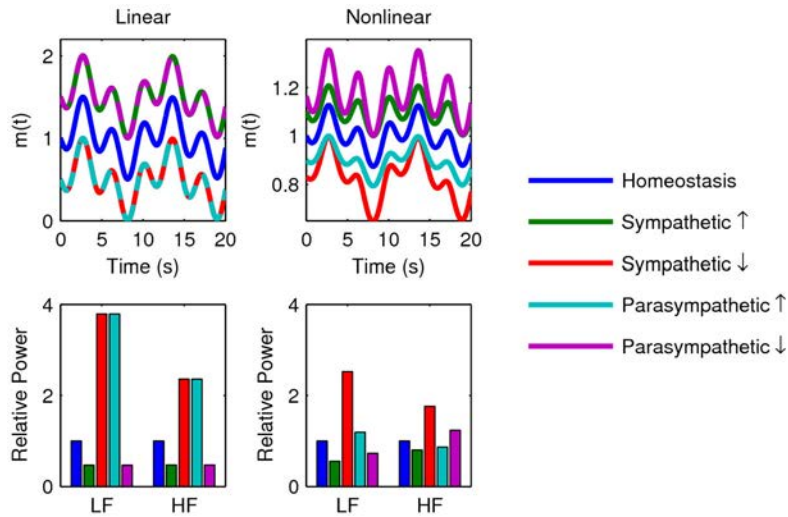 Linear
Nonlinear
m(t)
2
1
0
0 5 10 15 20
Time (s)
m(t)
1.2
1
0.8
0 5 10 15 20
Time (s)
Homeostasis
Sympathetic ↑
Sympathetic ↓
Parasympathetic ↑
Parasympathetic ↓
Relative Power
4
2
0
LF HF
Relative Power
4
2
0
LF HF